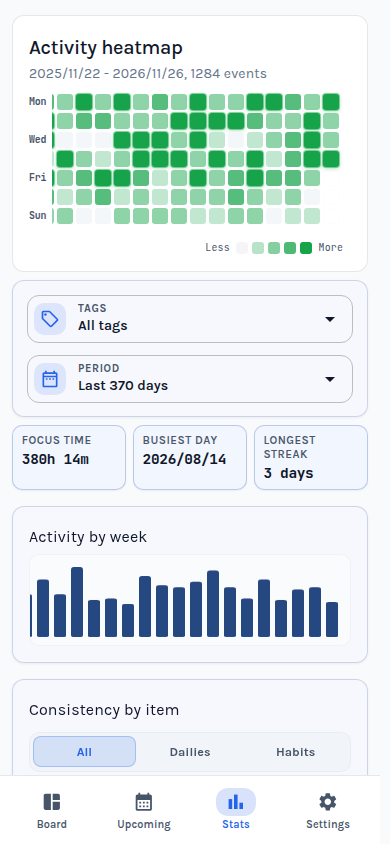 Activity heatmap
2025/11/22 - 2026/11/26, 1284 events
Mon
Wed
Fri
Sun
Less More
TAGS
All tags
PERIOD
Last 370 days
FOCUS TIME
380h 14m
BUSIEST DAY
2026/08/14
LONGEST
STREAK
3 days
Activity by week
Consistency by item
All Dailies Habits
Board Upcoming Stats Settings